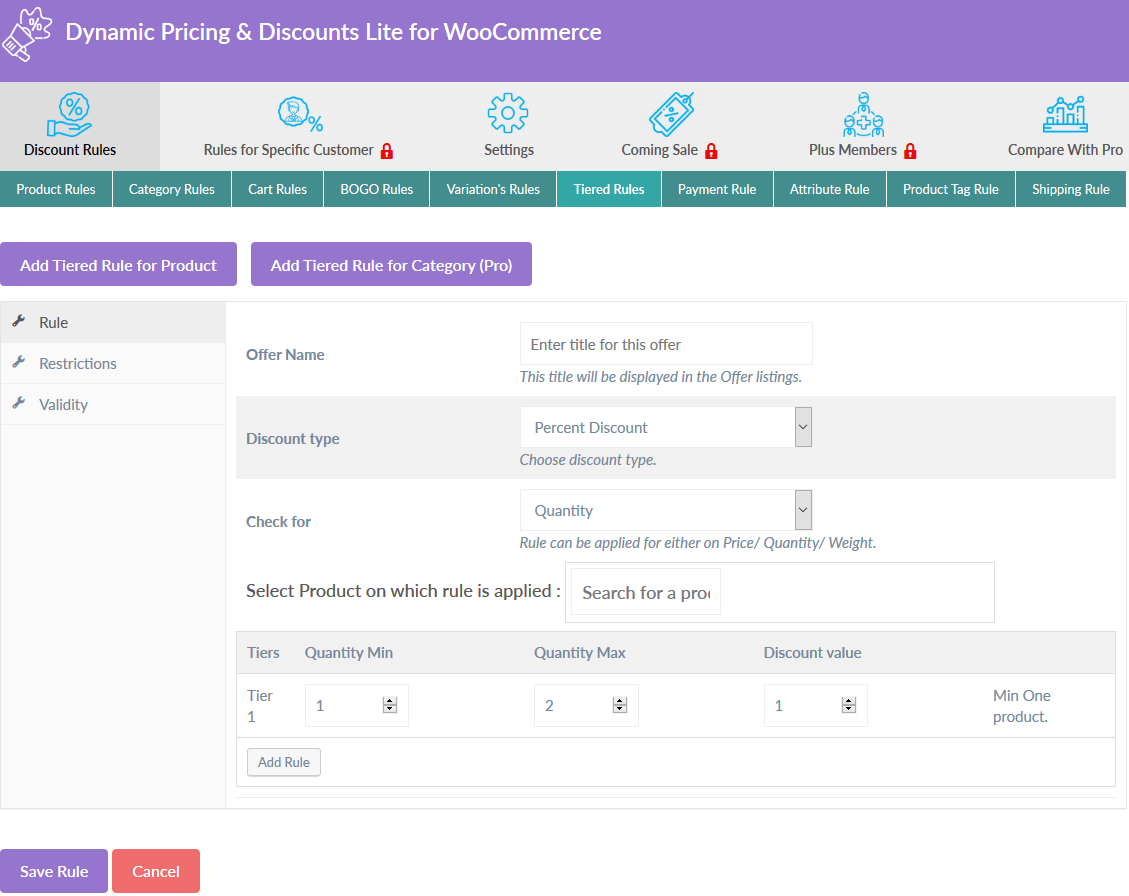 %
Dynamic Pricing & Discounts Lite for WooCommerce
% %
Discount Rules Rules for Specific Customer Settings Coming Sale Plus Members Compare With Pro
Product Rules Category Rules Cart Rules BOGO Rules Variation's Rules Tiered Rules Payment Rule Attribute Rule Product Tag Rule Shipping Rule
Add Tiered Rule for Product Add Tiered Rule for Category (Pro)
Rule
Restrictions
Validity
Offer Name Enter title for this offer
This title will be displayed in the Offer listings.
Discount type Percent Discount
Choose discount type.
Check for Quantity
Rule can be applied for either on Price/ Quantity/ Weight.
Select Product on which rule is applied : Search for a pro
Tiers Quantity Min Quantity Max Discount value
Tier 1 1 2 1 Min One product.
Add Rule
Save Rule Cancel